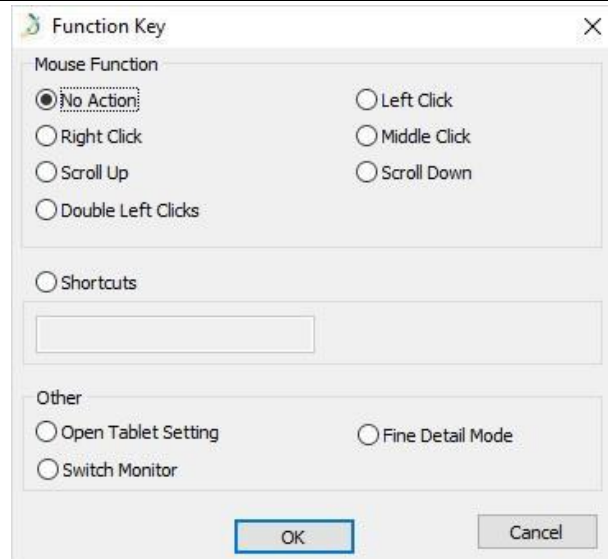 Function Key
Mouse Function
No Action
Left Click
Right Click
Middle Click
Scroll Up
Scroll Down
Double Left Clicks
Shortcuts
Other
Open Tablet Setting
Fine Detail Mode
Switch Monitor
OK
Cancel